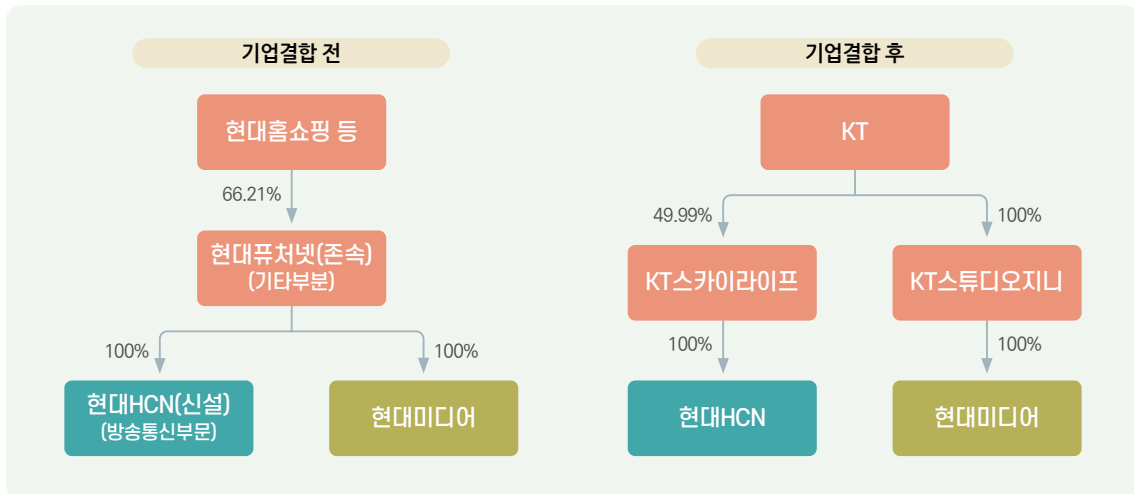 기업결합 전
현대홈쇼핑 등
66.21%
현대퓨처넷(존속)
(기타부분)
100%
100%
현대HCN(신설)
(방송통신부문)
현대미디어
기업결합 후
KT
49.99%
100%
KT스카이라이프
KT스튜디오지니
100%
100%
현대HCN
현대미디어